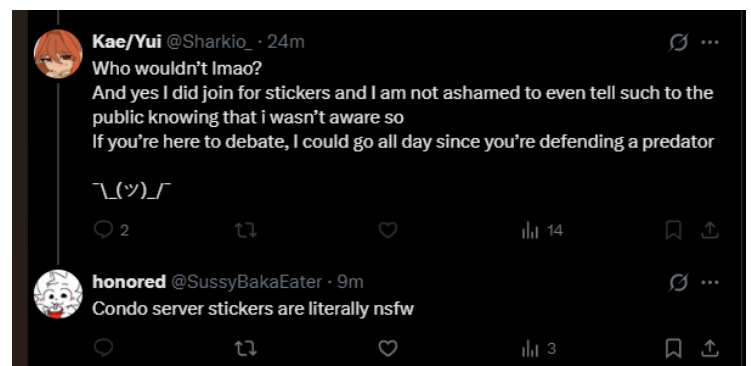 Kae/Yui @Sharkio_ · 24m
Who wouldn't lmao?
And yes I did join for stickers and I am not ashamed to even tell such to the
public knowing that i wasn't aware so
If you're here to debate, I could go all day since you're defending a predator
¯\_(ツ)_/¯
2 14
honored @SussyBakaEater · 9m
Condo server stickers are literally nsfw
3